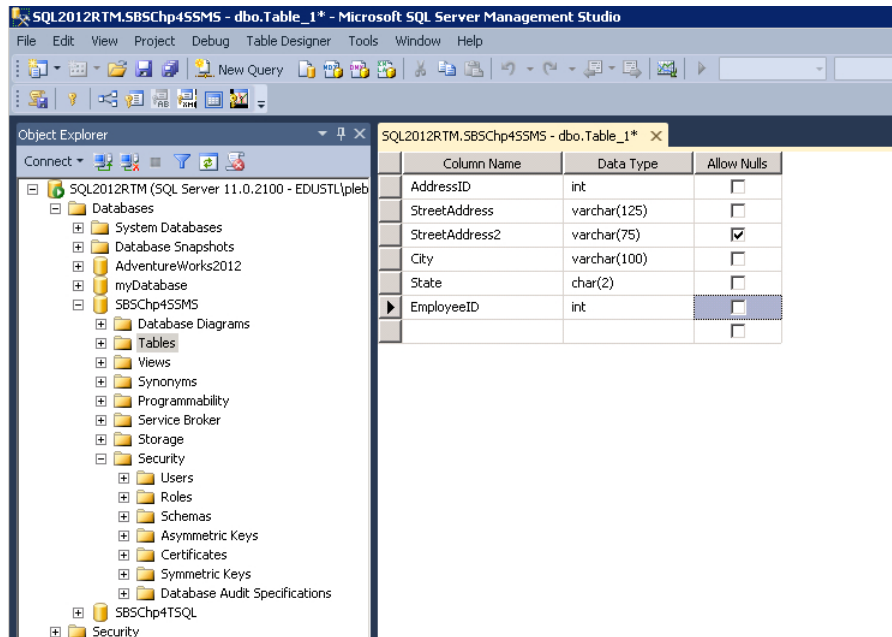 SQL2012RTM.SBSChp4SSMS - dbo.Table_1* - Microsoft SQL Server Management Studio
File Edit View Project Debug Table Designer Tools Window Help
New Query
Object Explorer
Connect
SQL2012RTM (SQL Server 11.0.2100 - EDUSTL\pleb
Databases
System Databases
Database Snapshots
AdventureWorks2012
myDatabase
SBSChp4SSMS
Database Diagrams
Tables
Views
Synonyms
Programmability
Service Broker
Storage
Security
Users
Roles
Schemas
Asymmetric Keys
Certificates
Symmetric Keys
Database Audit Specifications
SBSChp4TSQL
Security
SQL2012RTM.SBSChp4SSMS - dbo.Table_1*
Column Name Data Type Allow Nulls
AddressID int
StreetAddress varchar(125)
StreetAddress2 varchar(75)
City varchar(100)
State char(2)
EmployeeID int